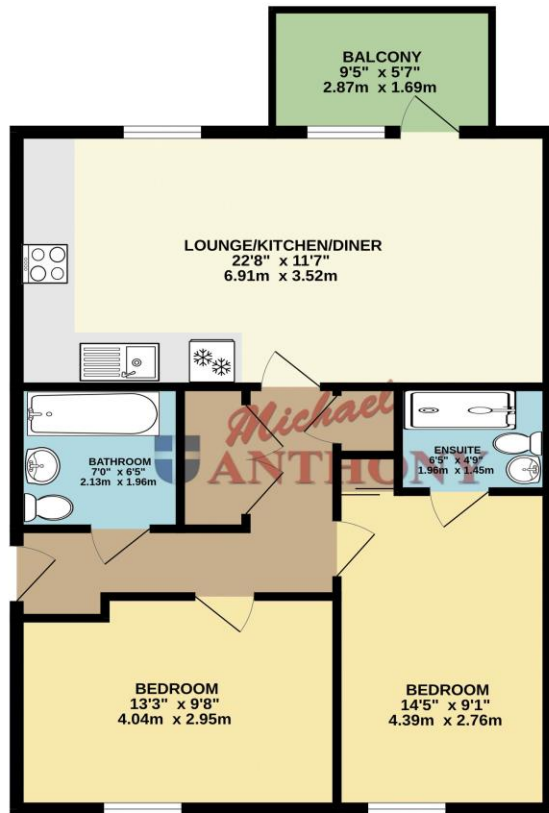 BALCONY
9'5" x 5'7"
2.87m x 1.69m
LOUNGE/KITCHEN/DINER
22'8" x 11'7"
6.91m x 3.52m
Michael
ANTHONY
BATHROOM
7'0" x 6'5"
2.13m x 1.96m
ENSUITE
6'5" x 4'9"
1.96m x 1.45m
BEDROOM
13'3" x 9'8"
4.04m x 2.95m
BEDROOM
14'5" x 9'1"
4.39m x 2.76m